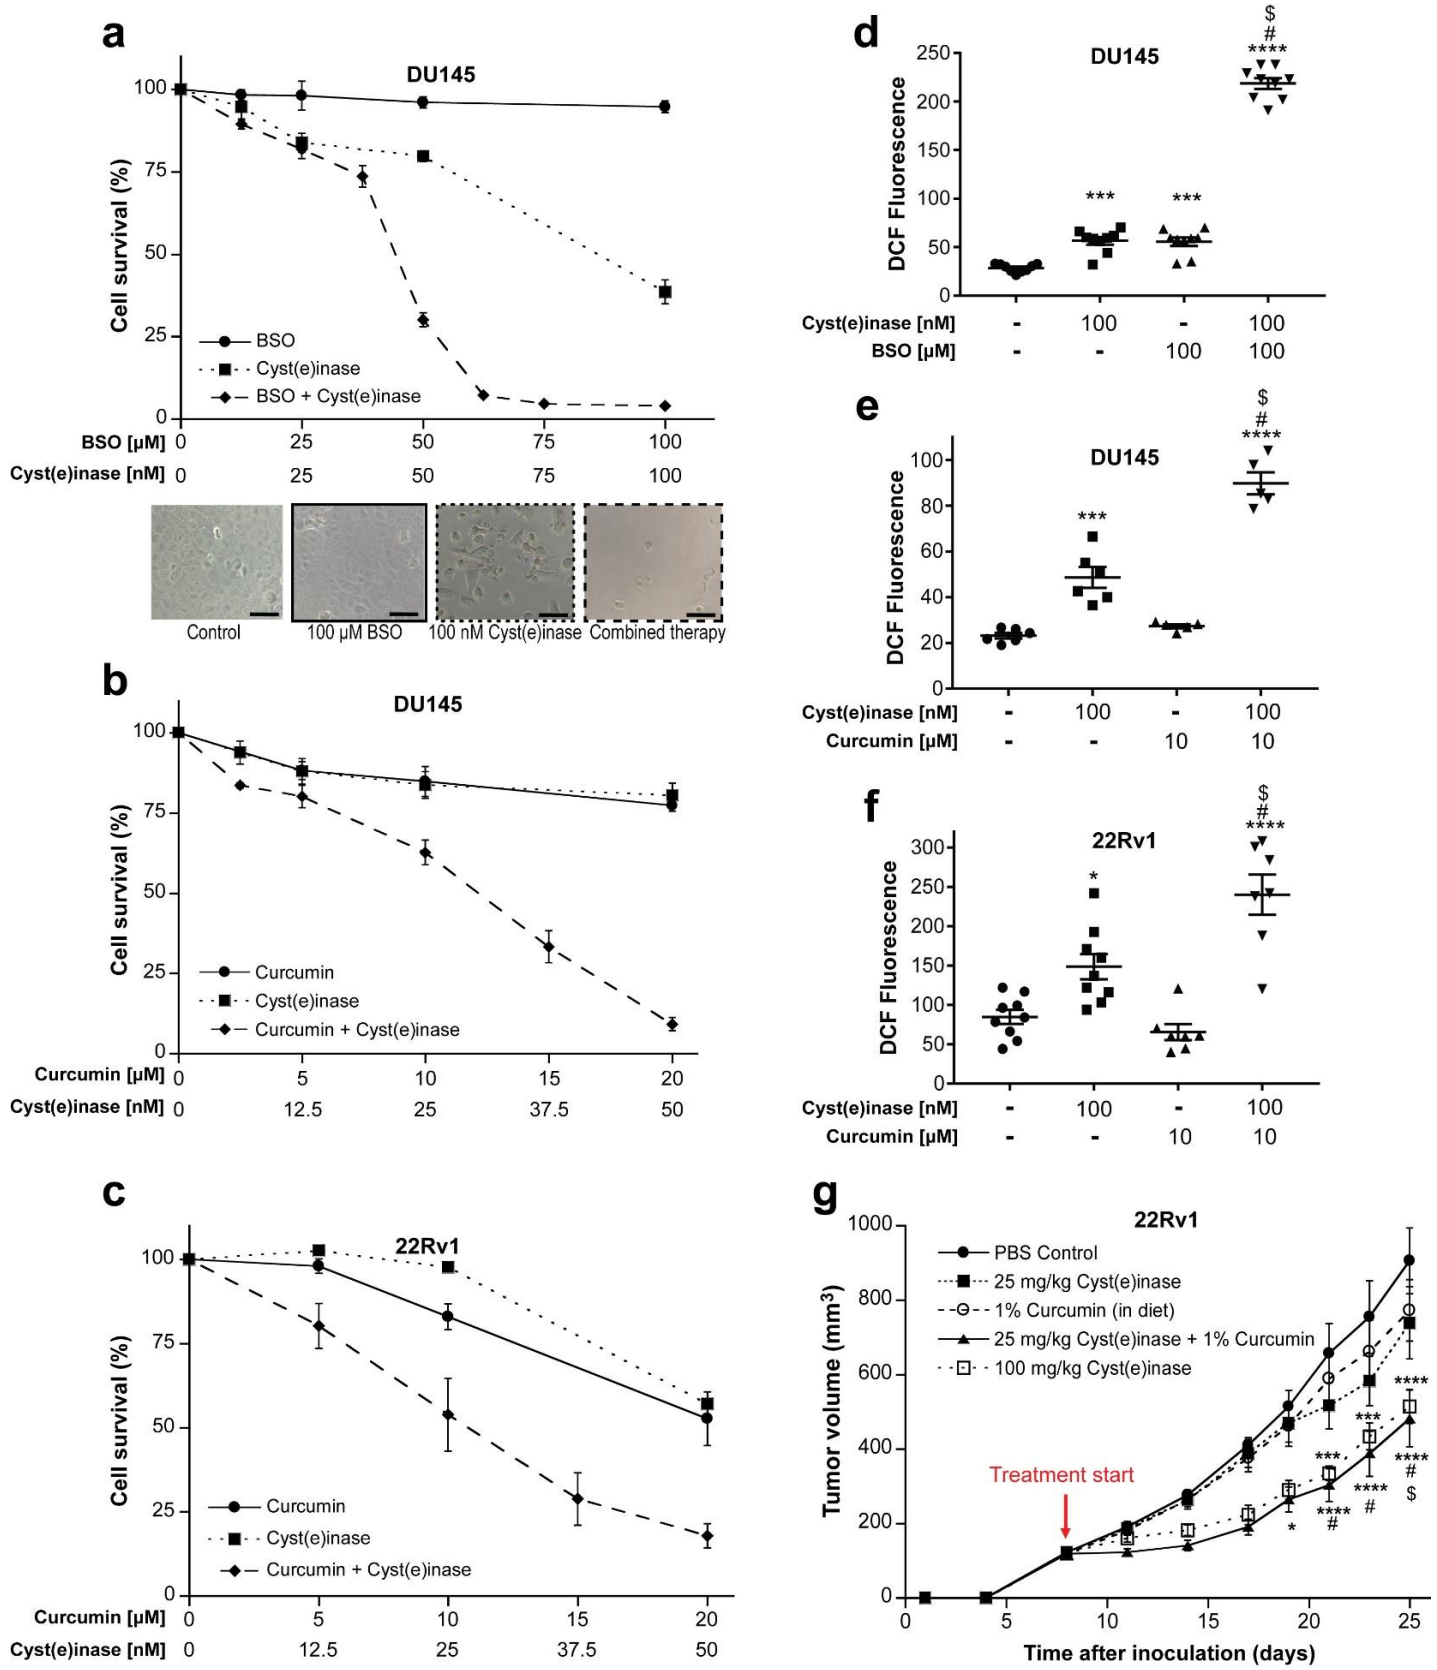 a
DU145
100
75
50
25
0
Cell survival (%)
BSO
Cyst(e)inase
BSO + Cyst(e)inase
BSO [µM] 0 25 50 75 100
Cyst(e)inase [nM] 0 25 50 75 100
Control 100 µM BSO 100 nM Cyst(e)inase Combined therapy
b
DU145
100
75
50
25
0
Cell survival (%)
Curcumin
Cyst(e)inase
Curcumin + Cyst(e)inase
Curcumin [µM] 0 5 10 15 20
Cyst(e)inase [nM] 0 12.5 25 37.5 50
c
22Rv1
100
75
50
25
0
Cell survival (%)
Curcumin
Cyst(e)inase
Curcumin + Cyst(e)inase
Curcumin [µM] 0 5 10 15 20
Cyst(e)inase [nM] 0 12.5 25 37.5 50
d
DU145
250
200
150
100
50
0
DCF Fluorescence
***
***
$
#
****
Cyst(e)inase [nM] - 100 - 100
BSO [µM] - - 100 100
e
DU145
100
80
60
40
20
0
DCF Fluorescence
***
$
#
****
Cyst(e)inase [nM] - 100 - 100
Curcumin [µM] - - 10 10
f
22Rv1
300
250
200
150
100
50
0
DCF Fluorescence
*
$
#
****
Cyst(e)inase [nM] - 100 - 100
Curcumin [µM] - - 10 10
g
22Rv1
1000
800
600
400
200
0
Tumor volume (mm³)
PBS Control
25 mg/kg Cyst(e)inase
1% Curcumin (in diet)
25 mg/kg Cyst(e)inase + 1% Curcumin
100 mg/kg Cyst(e)inase
Treatment start
*
***
****
#
***
****
#
****
****
#
$
0 5 10 15 20 25
Time after inoculation (days)